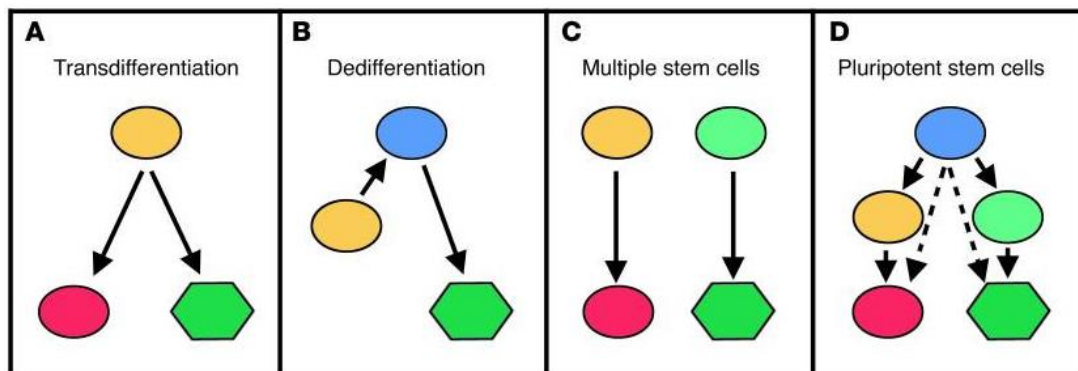 A
Transdifferentiation
B
Dedifferentiation
C
Multiple stem cells
D
Pluripotent stem cells